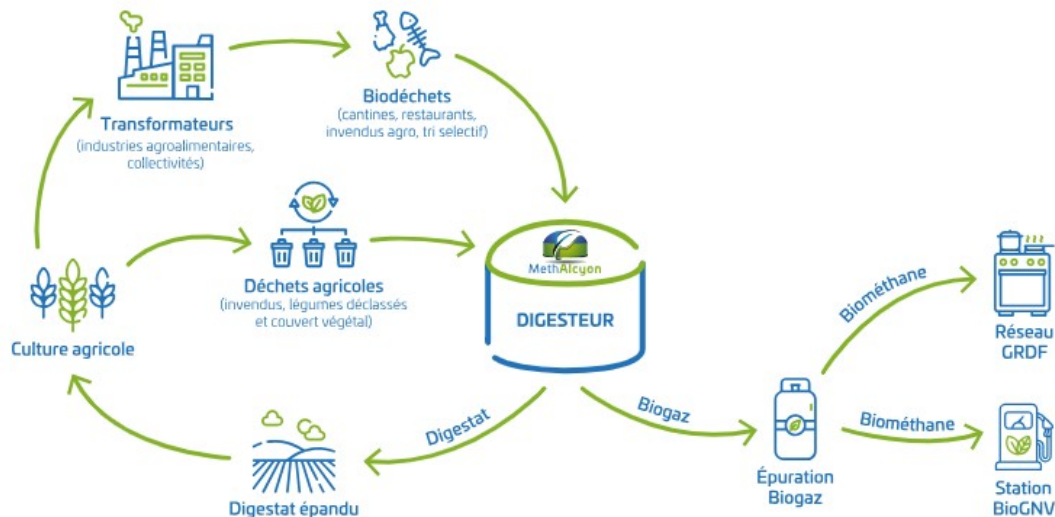 Transformateurs
(industries agroalimentaires,
collectivités)
Biodéchets
(cantines, restaurants,
invendus agro, tri selectif)
Déchets agricoles
(invendus, légumes déclassés
et couvert végétal)
Culture agricole
MethAlcyon
DIGESTEUR
Digestat
Digestat épandu
Biogaz
Épuration
Biogaz
Biométhane
Réseau
GRDF
Biométhane
Station
BioGNV